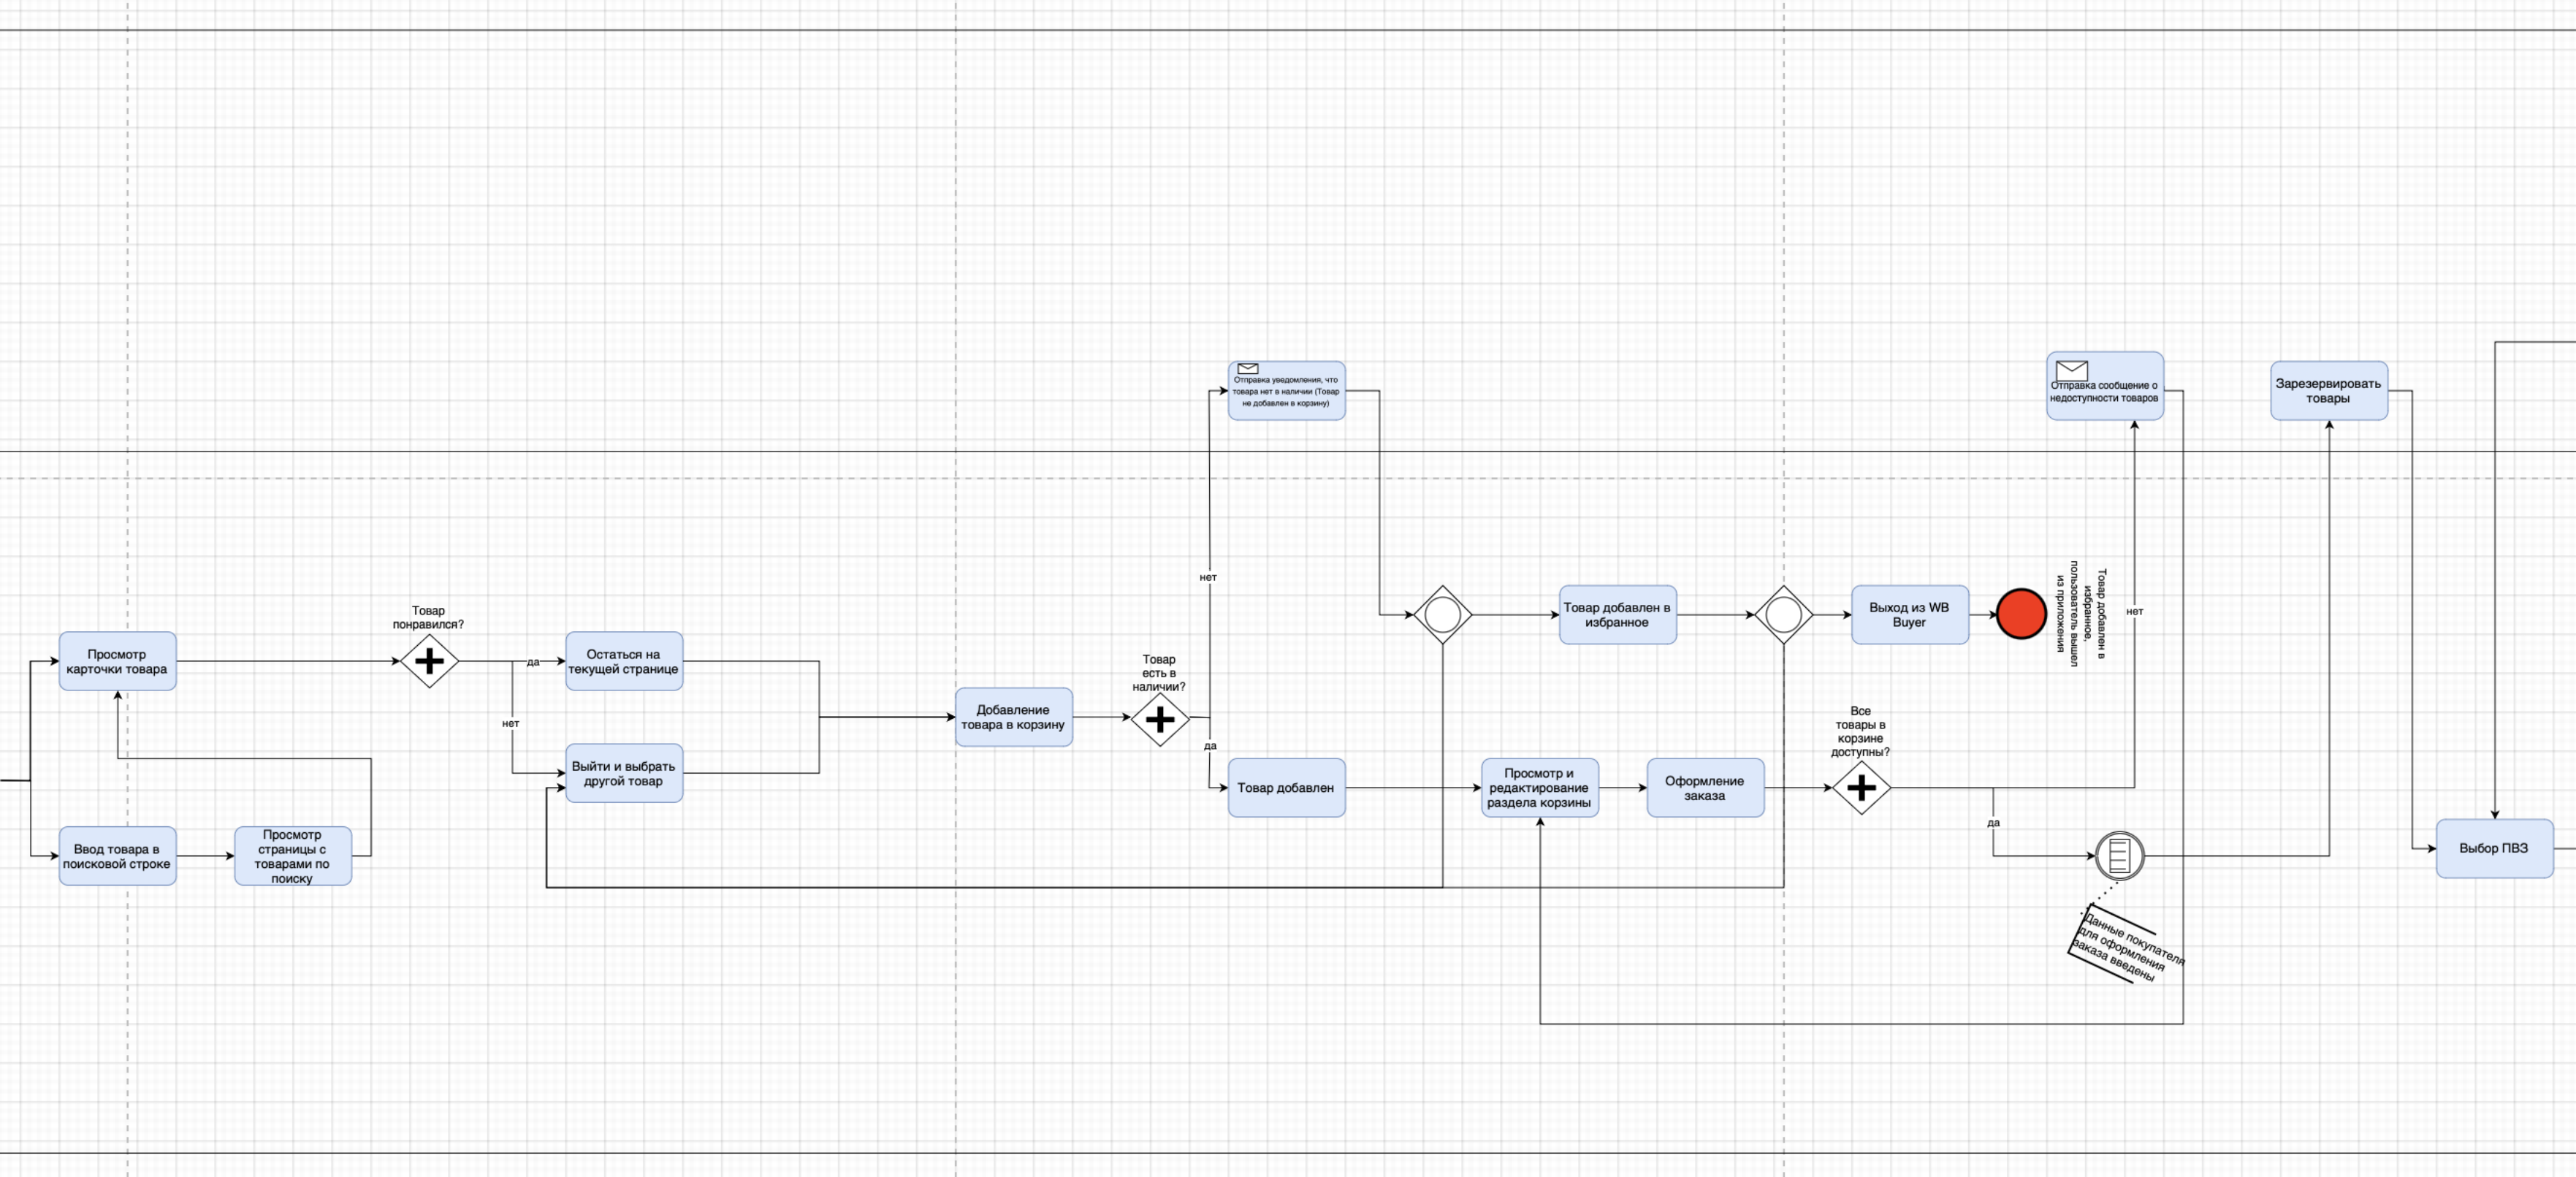 Отправка уведомления, что
товара нет в наличии (Товар
не добавлен в корзину)
Отправка сообщение о
недоступности товаров
Зарезервировать
товары
нет
Товар
понравился?
Просмотр
карточки товара
да
Остаться на
текущей странице
нет
Выйти и выбрать
другой товар
Ввод товара в
поисковой строке
Просмотр
страницы с
товарами по
поиску
Добавление
товара в корзину
Товар
есть в
наличии?
да
Товар добавлен
Товар добавлен в
избранное
Выход из WB
Buyer
Товар добавлен в
избранное,
пользователь вышел
из приложения
нет
Просмотр и
редактирование
раздела корзины
Оформление
заказа
Все
товары в
корзине
доступны?
да
Данные покупателя
для оформления
заказа введены
Выбор ПВЗ